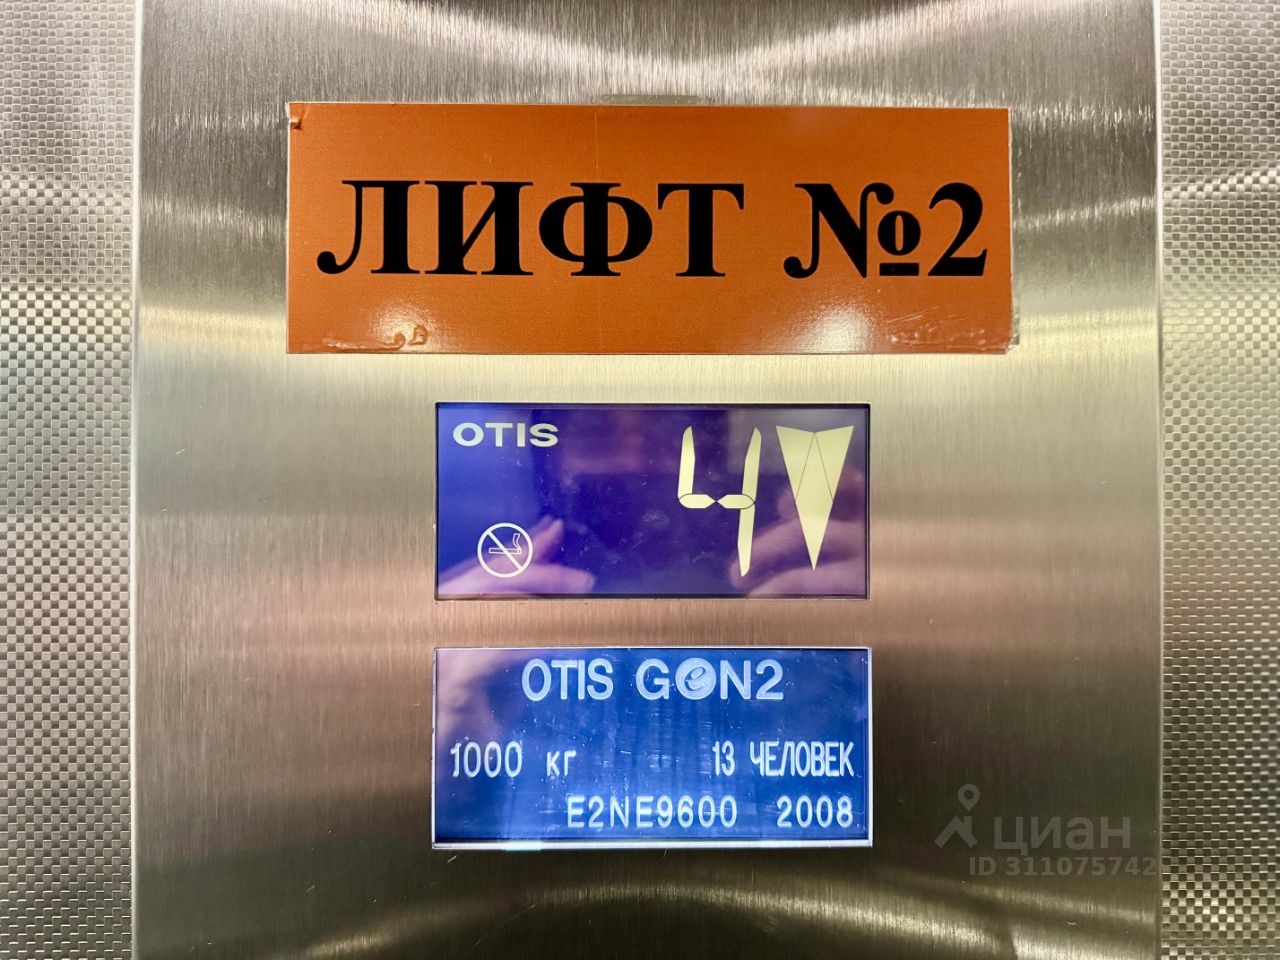 ЛИФТ №2
OTIS
4
OTIS GeN2
1000 кг 13 ЧЕЛОВЕК
E2NE9600 2008
циан
ID 311075742